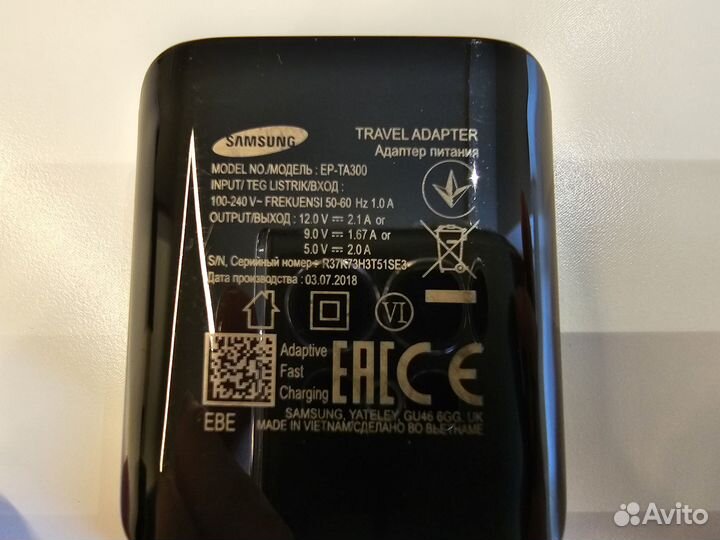 SAMSUNG
TRAVEL ADAPTER
Адаптер питания
MODEL NO./МОДЕЛЬ : EP-TA300
INPUT/ TEG LISTRIK/ВХОД :
100-240 V~ FREKUENSI 50-60 Hz 1.0 A
OUTPUT/ВЫХОД : 12.0 V ⎓ 2.1 A or
9.0 V ⎓ 1.67 A or
5.0 V ⎓ 2.0 A
S/N, Серийный номер : R37K73H3T51SE3
Дата производства : 03.07.2018
VI
Adaptive
Fast
Charging
EAC CE
EBE
SAMSUNG, YATELEY, GU46 6GG, UK
MADE IN VIETNAM/СДЕЛАНО ВО ВЬЕТНАМЕ
Avito